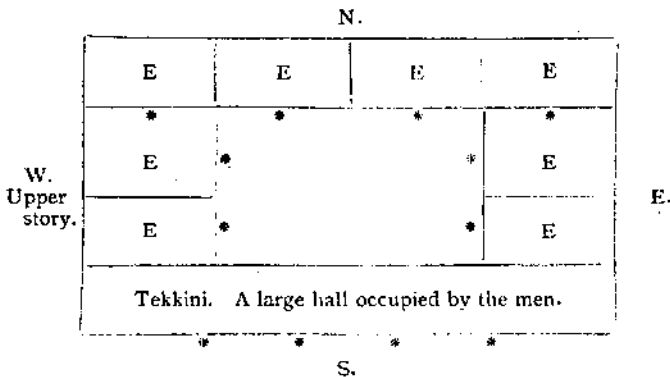 N.
E E E E
W.
Upper
story.
E E
E.
E E
Tekkini. A large hall occupied by the men.
S.